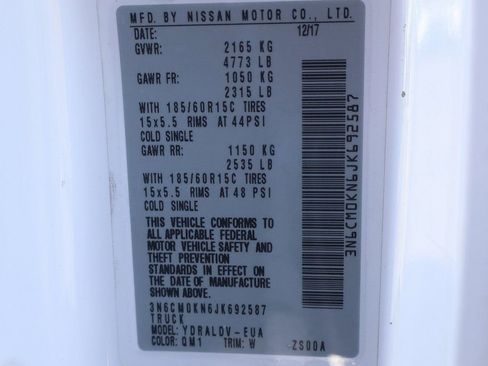 MFD. BY NISSAN MOTOR CO., LTD.
DATE: 12/17
GVWR: 2165 KG
4773 LB
GAWR FR: 1050 KG
2315 LB
WITH 185/60R15C TIRES
15x5.5 RIMS AT 44PSI
COLD SINGLE
GAWR RR: 1150 KG
2535 LB
WITH 185/60R15C TIRES
15x5.5 RIMS AT 48 PSI
COLD SINGLE
THIS VEHICLE CONFORMS TO
ALL APPLICABLE FEDERAL
MOTOR VEHICLE SAFETY AND
THEFT PREVENTION
STANDARDS IN EFFECT ON
THE DATE OF MANUFACTURE
SHOWN ABOVE
3N6CM0KN6JK692587
TRUCK
MODEL: YDRALDV-EUA
COLOR: QM1 TRIM: W ZS00A
3N6CM0KN6JK692587